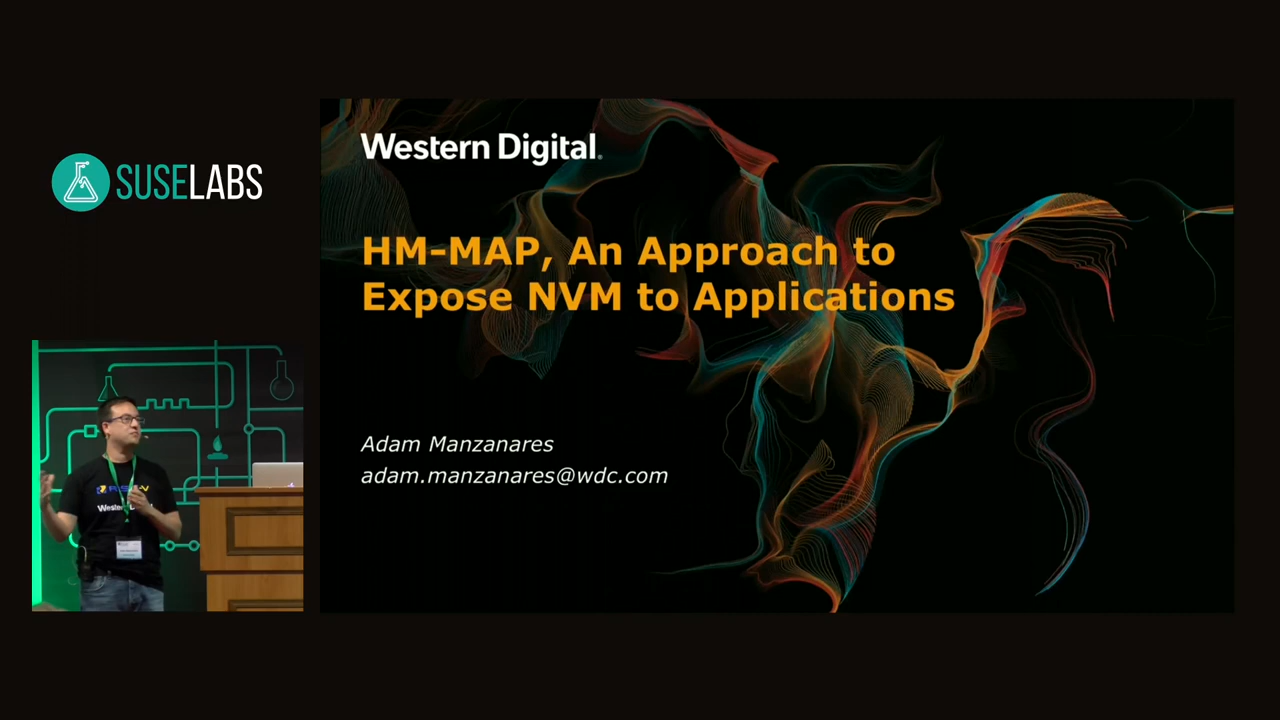 SUSELABS
Western Digital
HM-MAP, An Approach to
Expose NVM to Applications
Adam Manzanares
adam.manzanares@wdc.com